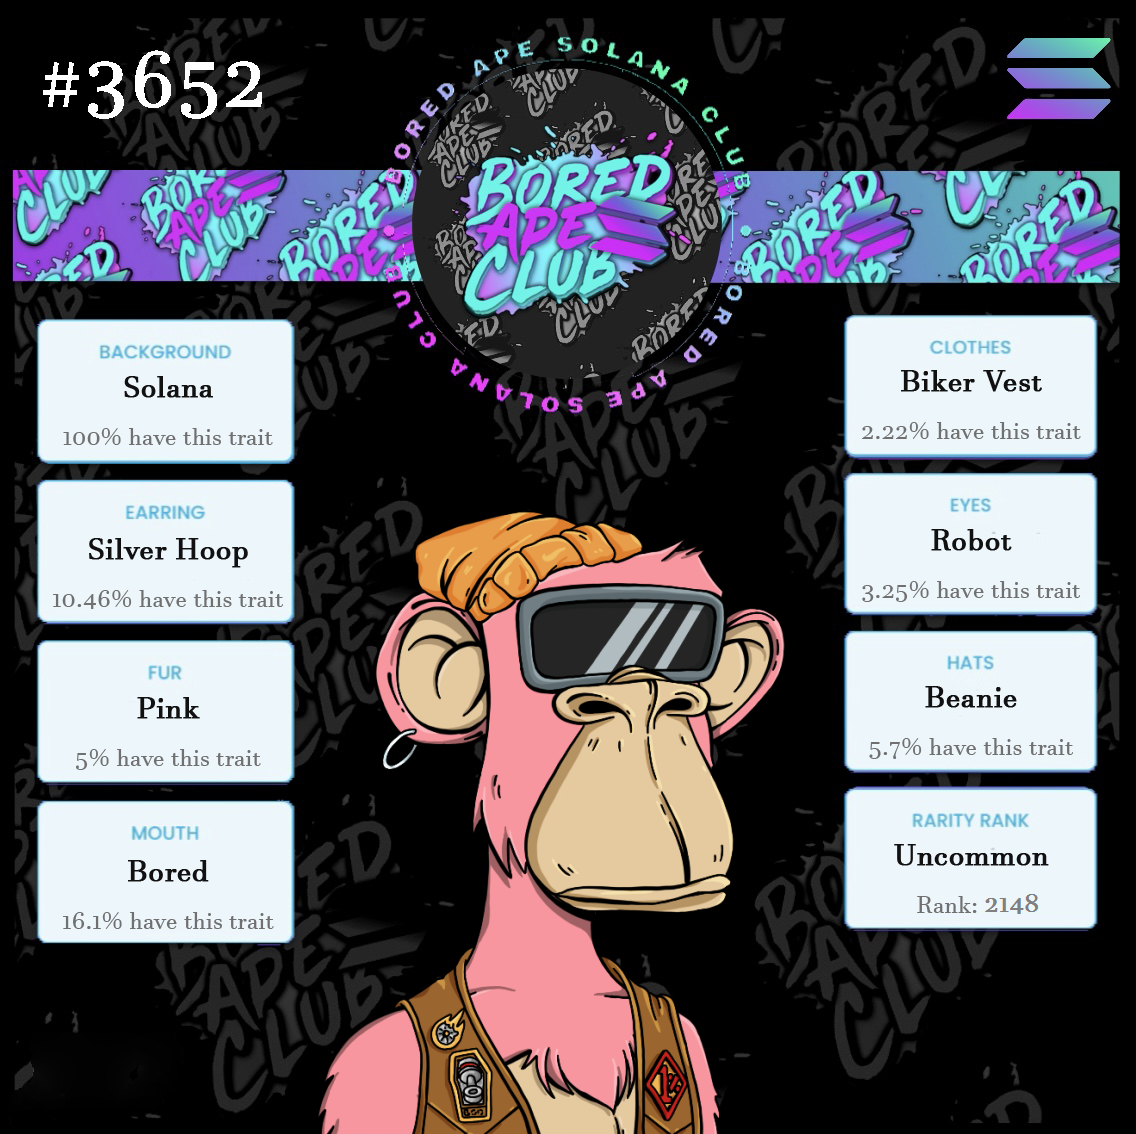 #3652
BORED APE SOLANA CLUB
BORED APE SOLANA CLUB
BORED
APE
CLUB
BACKGROUND
Solana
100% have this trait
EARRING
Silver Hoop
10.46% have this trait
FUR
Pink
5% have this trait
MOUTH
Bored
16.1% have this trait
CLOTHES
Biker Vest
2.22% have this trait
EYES
Robot
3.25% have this trait
HATS
Beanie
5.7% have this trait
RARITY RANK
Uncommon
Rank: 2148